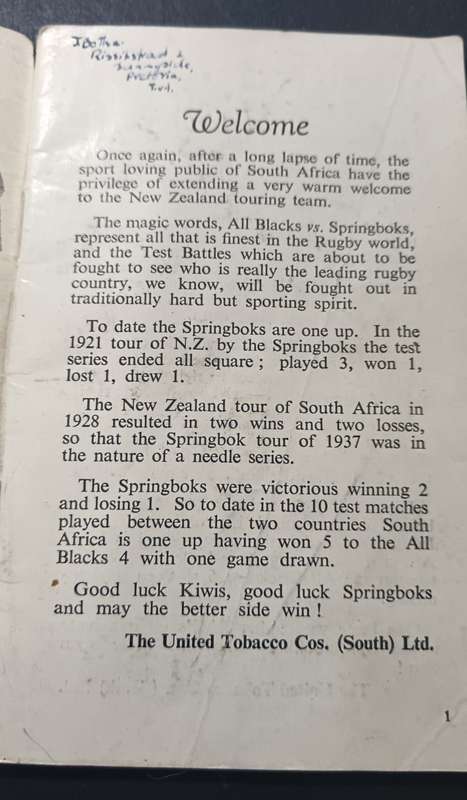 J Botha.
Sunnyside,
Pretoria,
Welcome
Once again, after a long lapse of time, the
sport loving public of South Africa have the
privilege of extending a very warm welcome
to the New Zealand touring team.
The magic words, All Blacks vs. Springboks,
represent all that is finest in the Rugby world,
and the Test Battles which are about to be
fought to see who is really the leading rugby
country, we know, will be fought out in
traditionally hard but sporting spirit.
To date the Springboks are one up. In the
1921 tour of N.Z. by the Springboks the test
series ended all square ; played 3, won 1,
lost 1, drew 1.
The New Zealand tour of South Africa in
1928 resulted in two wins and two losses,
so that the Springbok tour of 1937 was in
the nature of a needle series.
The Springboks were victorious winning 2
and losing 1. So to date in the 10 test matches
played between the two countries South
Africa is one up having won 5 to the All
Blacks 4 with one game drawn.
Good luck Kiwis, good luck Springboks
and may the better side win !
The United Tobacco Cos. (South) Ltd.
1